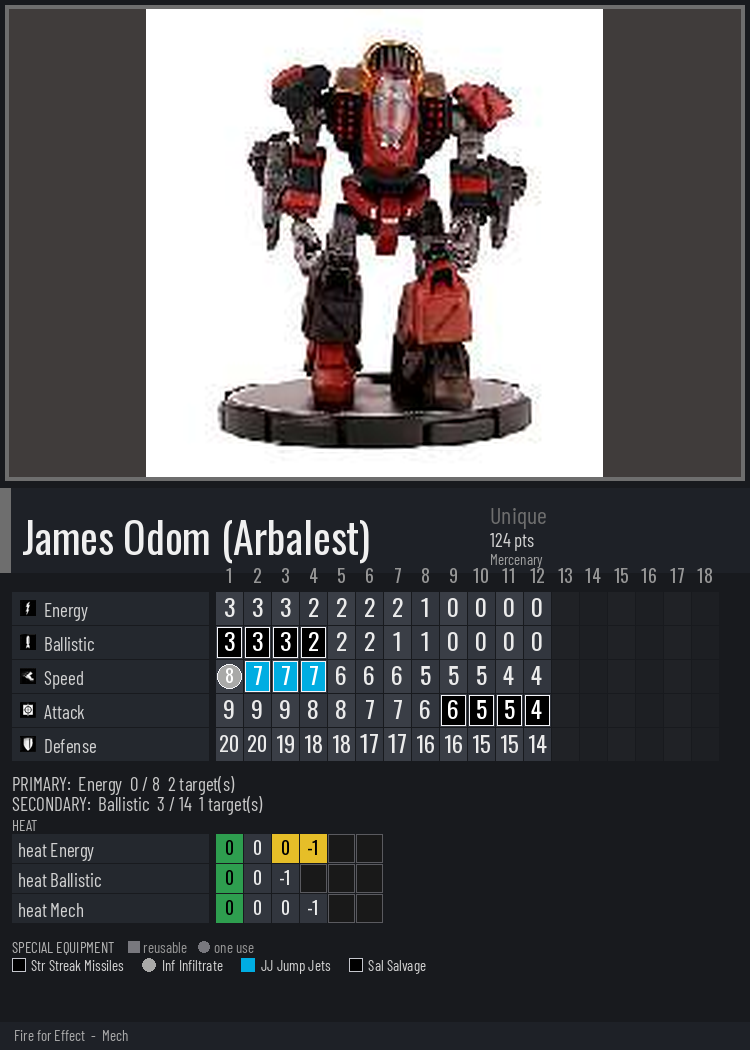 James Odom (Arbalest)
Unique
124 pts
Mercenary
1 2 3 4 5 6 7 8 9 10 11 12 13 14 15 16 17 18
Energy 3 3 3 2 2 2 2 1 0 0 0 0
Ballistic 3 3 3 2 2 2 1 1 0 0 0 0
Speed 8 7 7 7 6 6 6 5 5 5 4 4
Attack 9 9 9 8 8 7 7 6 6 5 5 4
Defense 20 20 19 18 18 17 17 16 16 15 15 14
PRIMARY: Energy 0 / 8 2 target(s)
SECONDARY: Ballistic 3 / 14 1 target(s)
HEAT
heat Energy 0 0 0 -1
heat Ballistic 0 0 -1
heat Mech 0 0 0 -1
SPECIAL EQUIPMENT reusable one use
Str Streak Missiles Inf Infiltrate JJ Jump Jets Sal Salvage
Fire for Effect - Mech